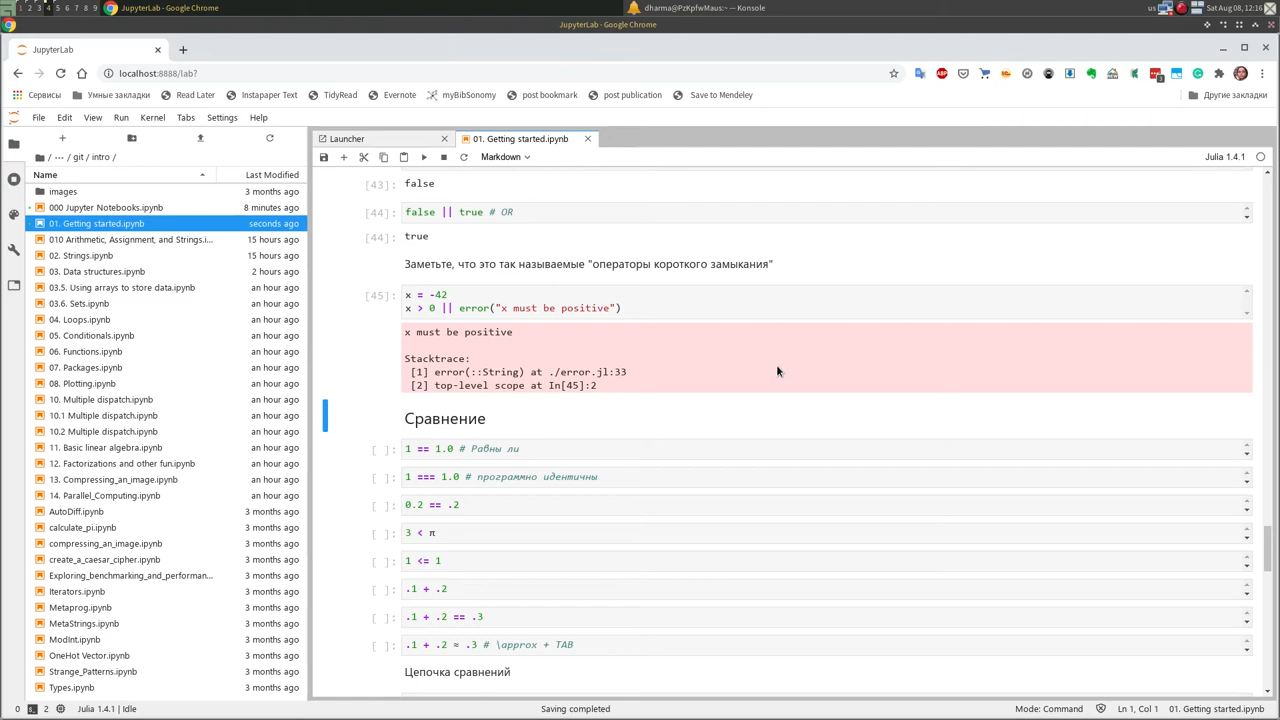 1 2 3 4 5 6 7 8 9 JupyterLab - Google Chrome
dharma@PzKpfwMaus:~ — Konsole
us
Sat Aug 08, 12:16
JupyterLab - Google Chrome
JupyterLab
localhost:8888/lab?
Сервисы
Умные закладки
Read Later
Instapaper Text
TidyRead
Evernote
myBibSonomy
post bookmark
post publication
Save to Mendeley
Другие закладки
File Edit View Run Kernel Tabs Settings Help
/ ··· / git / intro /
Name Last Modified
images 3 months ago
000 Jupyter Notebooks.ipynb 8 minutes ago
01. Getting started.ipynb seconds ago
010 Arithmetic, Assignment, and Strings.i... 15 hours ago
02. Strings.ipynb 15 hours ago
03. Data structures.ipynb 2 hours ago
03.5. Using arrays to store data.ipynb an hour ago
03.6. Sets.ipynb an hour ago
04. Loops.ipynb an hour ago
05. Conditionals.ipynb an hour ago
06. Functions.ipynb an hour ago
07. Packages.ipynb an hour ago
08. Plotting.ipynb an hour ago
10. Multiple dispatch.ipynb an hour ago
10.1 Multiple dispatch.ipynb an hour ago
10.2 Multiple dispatch.ipynb an hour ago
11. Basic linear algebra.ipynb an hour ago
12. Factorizations and other fun.ipynb an hour ago
13. Compressing_an_image.ipynb an hour ago
14. Parallel_Computing.ipynb an hour ago
AutoDiff.ipynb 3 months ago
calculate_pi.ipynb 3 months ago
compressing_an_image.ipynb 3 months ago
create_a_caesar_cipher.ipynb 3 months ago
Exploring_benchmarking_and_performan... 3 months ago
Iterators.ipynb 3 months ago
Metaprog.ipynb 3 months ago
MetaStrings.ipynb 3 months ago
ModInt.ipynb 3 months ago
OneHot Vector.ipynb 3 months ago
Strange_Patterns.ipynb 3 months ago
Types.ipynb 3 months ago
Launcher
01. Getting started.ipynb
Markdown
Julia 1.4.1
[43]: false
[44]: false || true # OR
[44]: true
Заметьте, что это так называемые "операторы короткого замыкания"
[45]: x = -42
x > 0 || error("x must be positive")
x must be positive
Stacktrace:
[1] error(::String) at ./error.jl:33
[2] top-level scope at In[45]:2
Сравнение
[ ]: 1 == 1.0 # Равны ли
[ ]: 1 === 1.0 # программно идентичны
[ ]: 0.2 == .2
[ ]: 3 < π
[ ]: 1 <= 1
[ ]: .1 + .2
[ ]: .1 + .2 == .3
[ ]: .1 + .2 ≈ .3 # \approx + TAB
Цепочка сравнений
0 2 Julia 1.4.1 | Idle
Saving completed
Mode: Command
Ln 1, Col 1
01. Getting started.ipynb